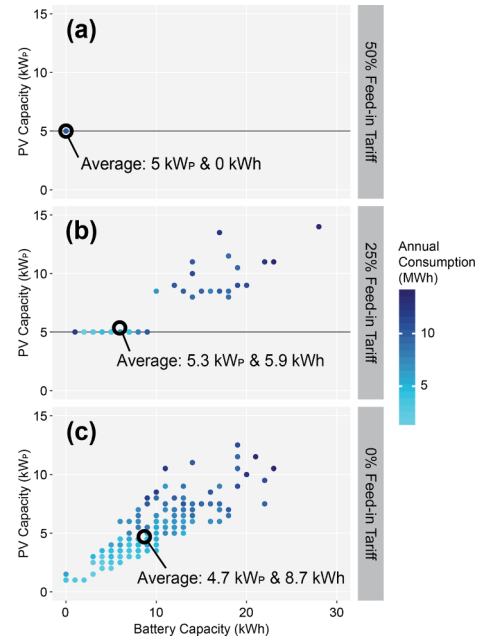 (a)
15
10
5
0
PV Capacity (kWP)
Average: 5 kWP & 0 kWh
50% Feed-in Tariff
(b)
15
10
5
0
PV Capacity (kWP)
Average: 5.3 kWP & 5.9 kWh
25% Feed-in Tariff
Annual
Consumption
(MWh)
10
5
(c)
15
10
5
0
PV Capacity (kWP)
Average: 4.7 kWP & 8.7 kWh
0% Feed-in Tariff
0
10
20
30
Battery Capacity (kWh)